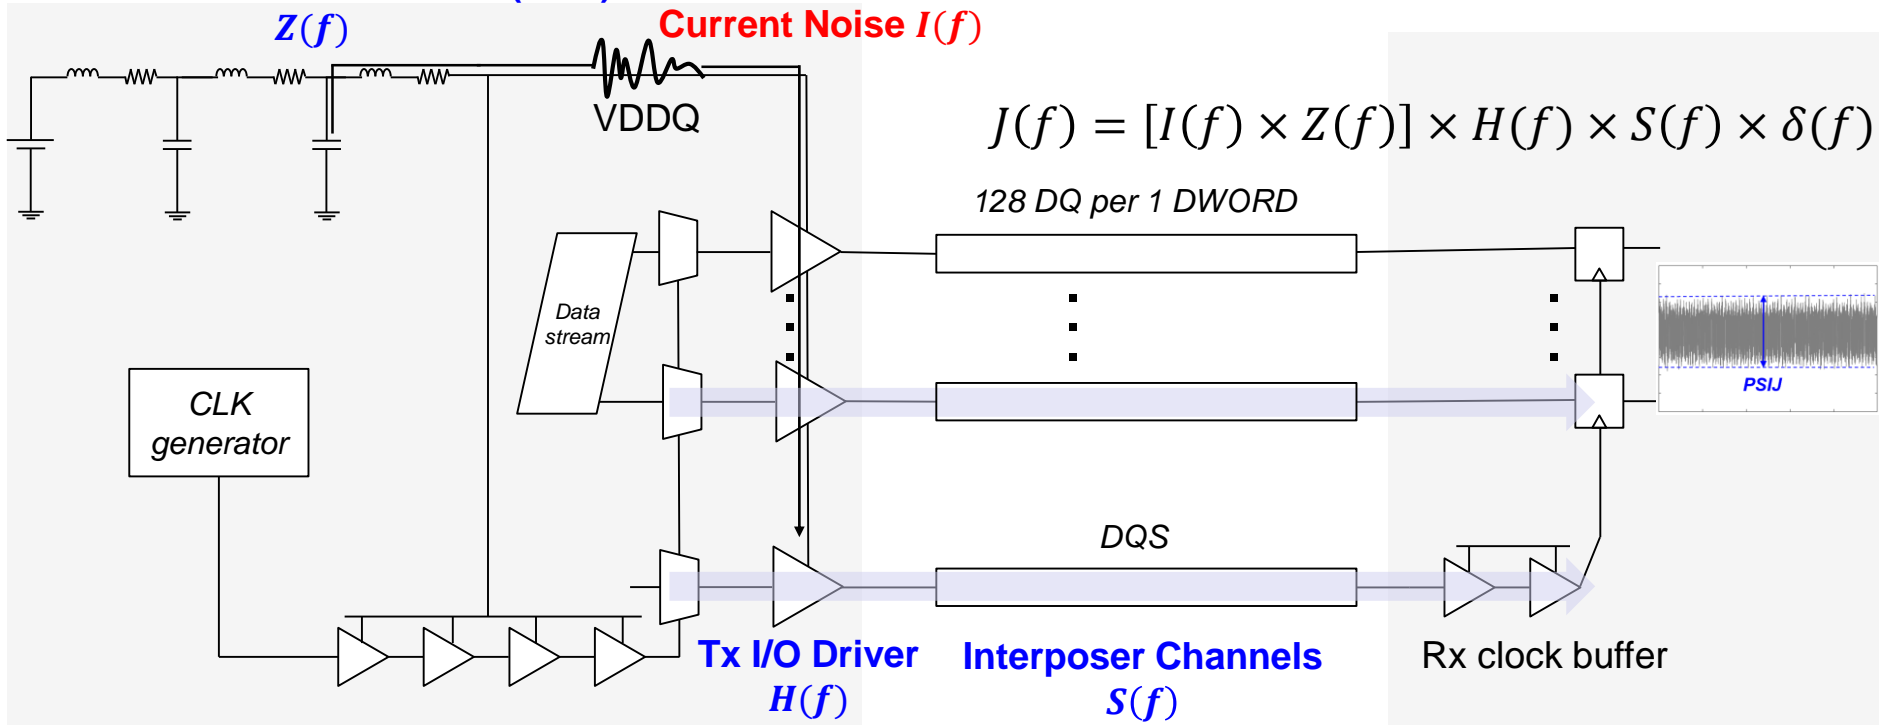 Z(f)
Current Noise I(f)
VDDQ
J(f) = [I(f) × Z(f)] × H(f) × S(f) × δ(f)
128 DQ per 1 DWORD
Data
stream
PSIJ
CLK
generator
DQS
Tx I/O Driver
H(f)
Interposer Channels
S(f)
Rx clock buffer